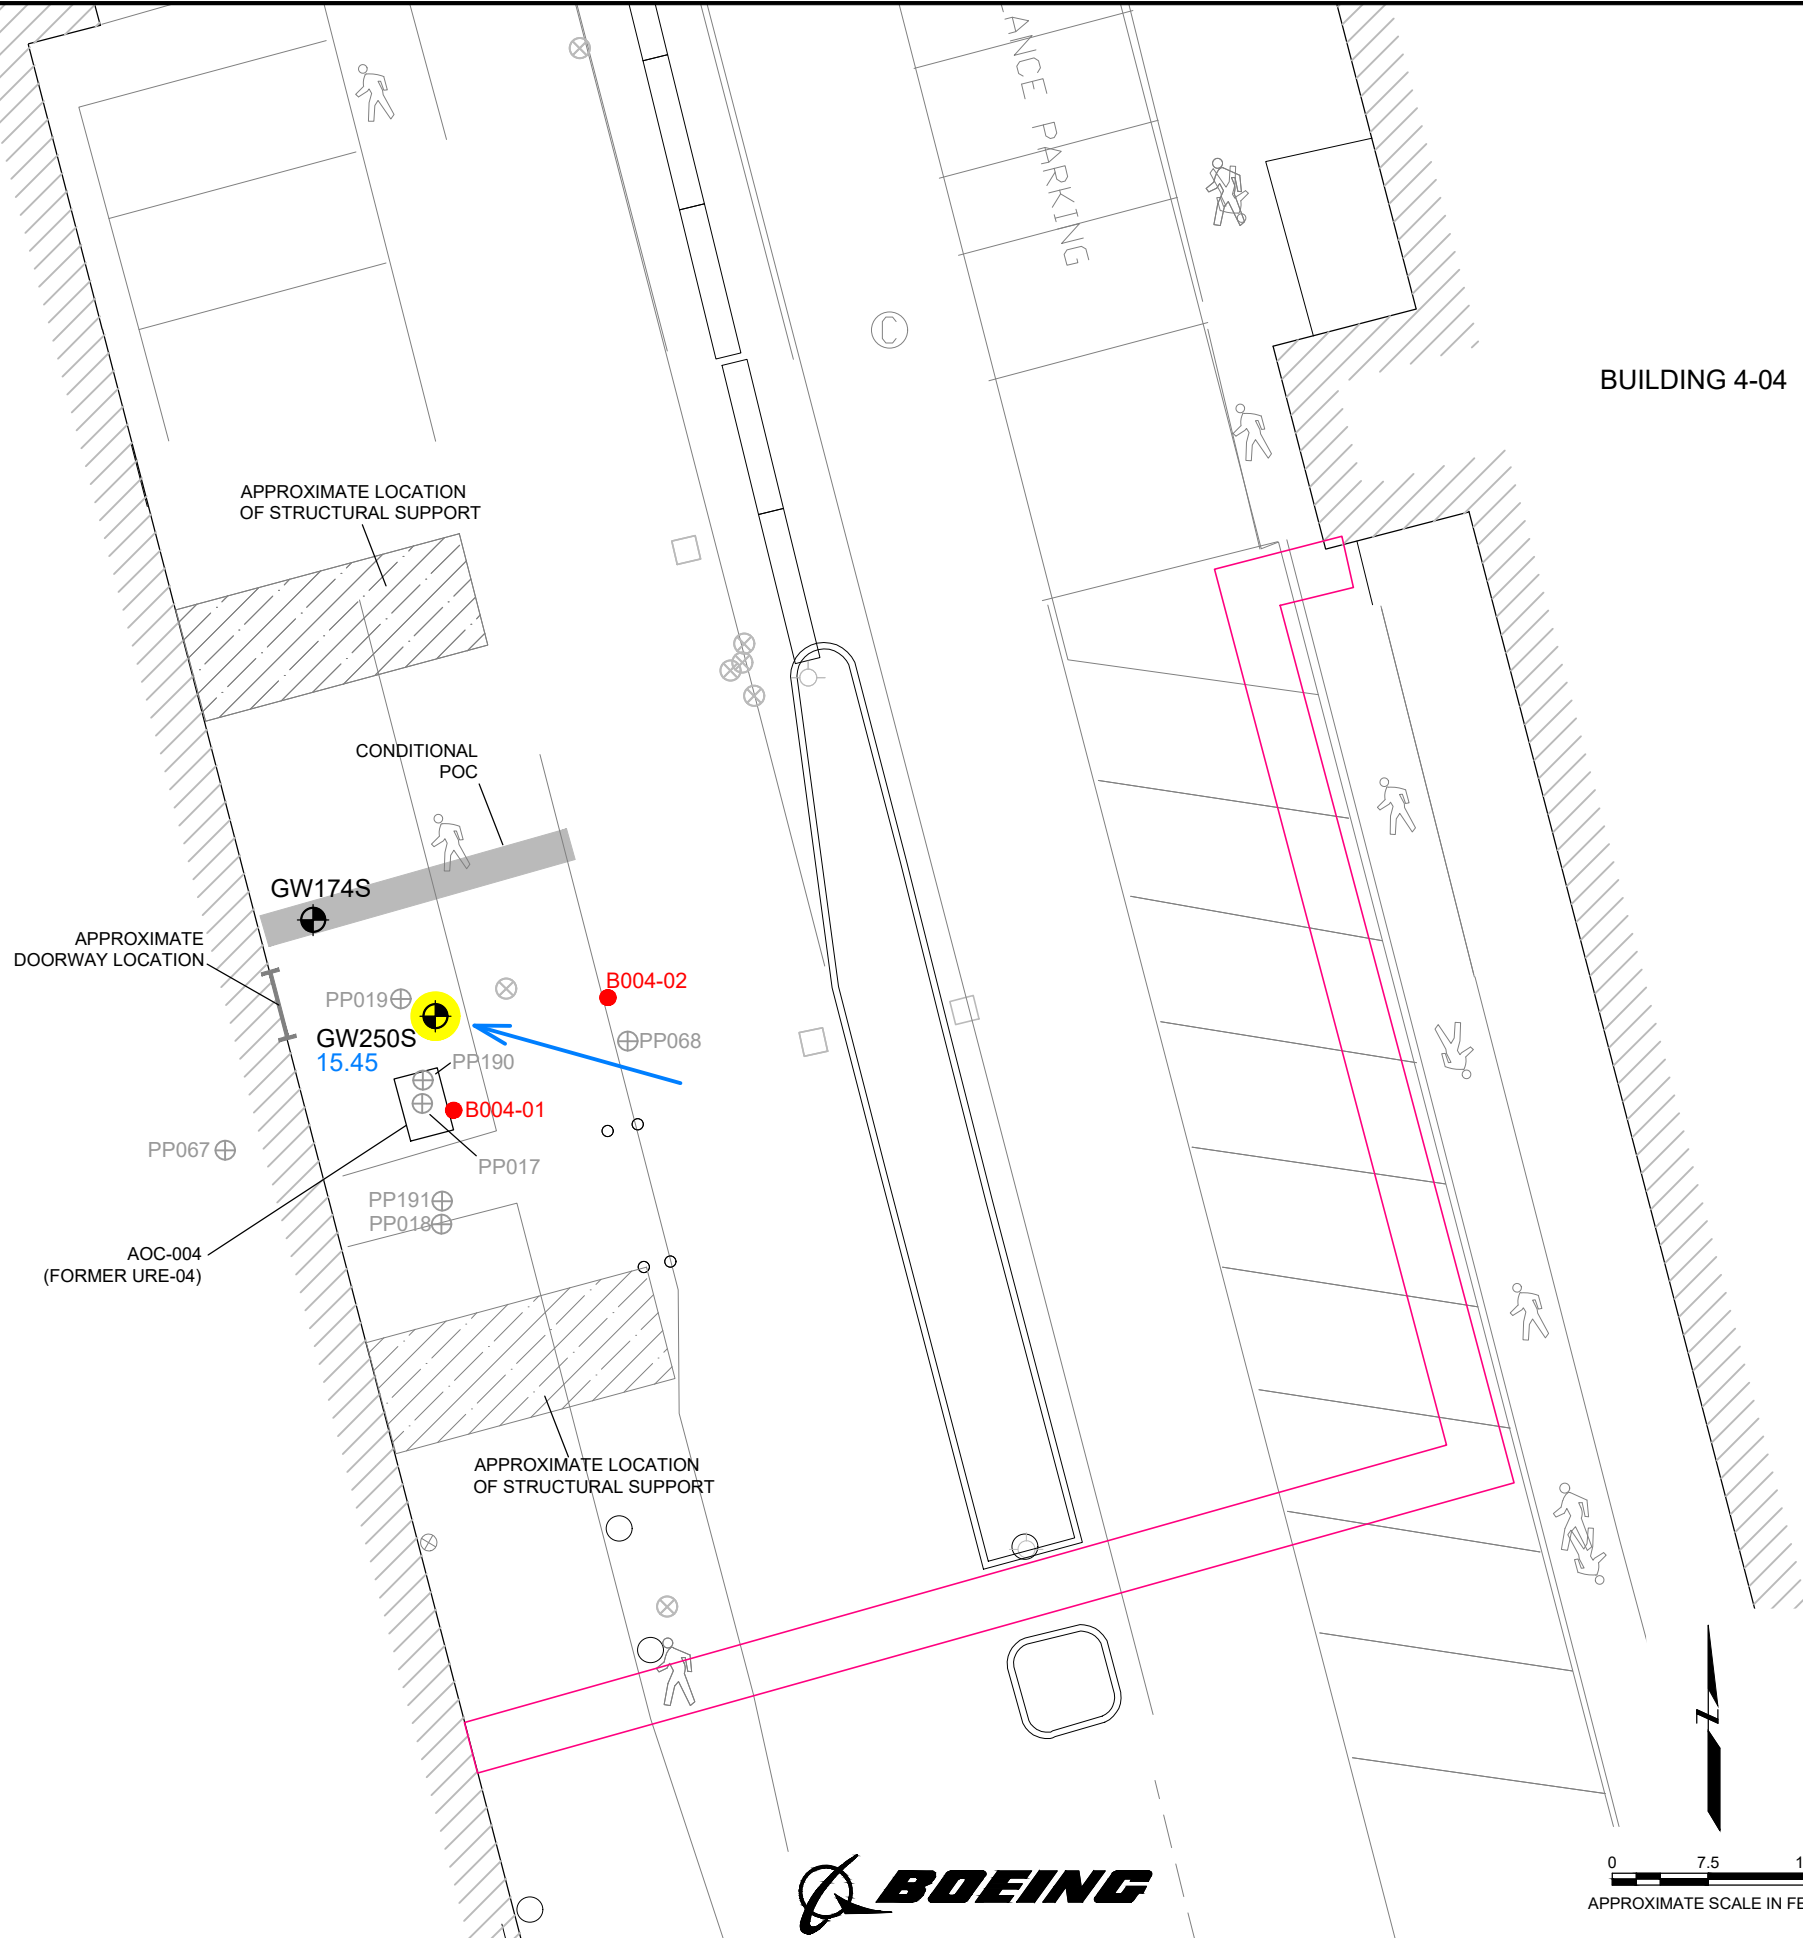 ANCE PARKING
BUILDING 4-04
APPROXIMATE LOCATION
OF STRUCTURAL SUPPORT
CONDITIONAL
POC
GW174S
APPROXIMATE
DOORWAY LOCATION
B004-02
PP019
GW250S
15.45
PP068
PP190
B004-01
PP067
PP017
PP191
PP018
AOC-004
(FORMER URE-04)
APPROXIMATE LOCATION
OF STRUCTURAL SUPPORT
C
Z
BOEING
0 7.5 1
APPROXIMATE SCALE IN FE